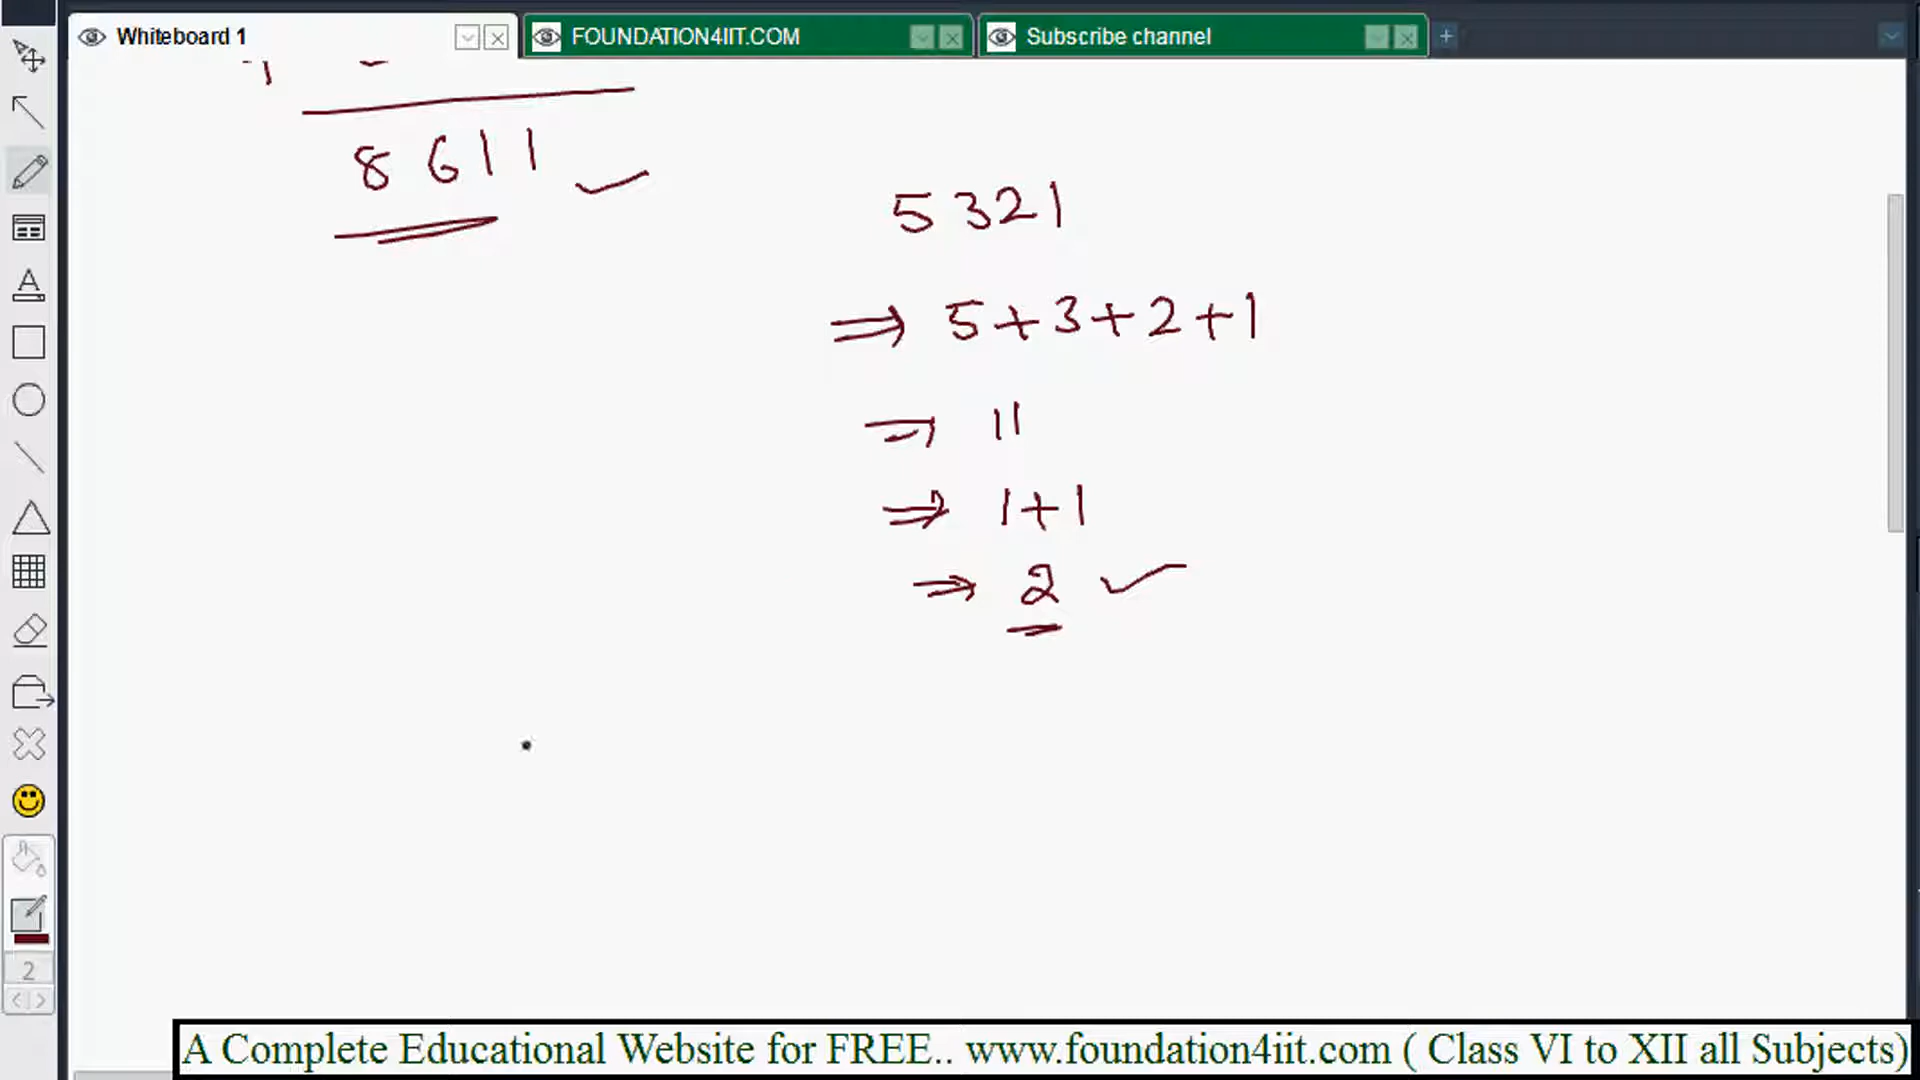 Whiteboard 1
FOUNDATION4IIT.COM
Subscribe channel
8611
5321
⇒ 5+3+2+1
⇒ 11
⇒ 1+1
⇒ 2
2
A Complete Educational Website for FREE.. www.foundation4iit.com ( Class VI to XII all Subjects)